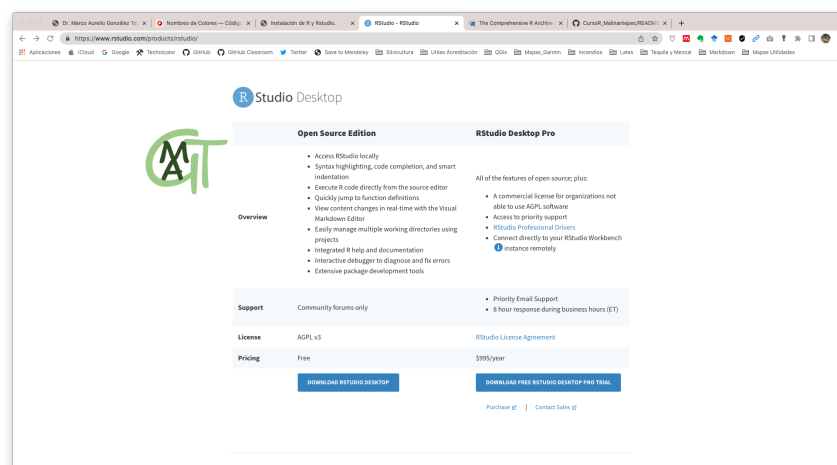 Dr. Marco Aurelio González Ta
Nombres de Colores — Códig
Instalación de R y Rstudio.
RStudio - RStudio
The Comprehensive R Archive
CursoR_Malinantepec/README
https://www.rstudio.com/products/rstudio/
Aplicaciones iCloud Google Technicolor GitHub GitHub Classroom Twitter Save to Mendeley Silvicultura Utiles Acreditación QGis Mapas_Garmin Incendios Latex Tequila y Mezcal Markdown Mapas Utilidades
R Studio Desktop
MAGT
Open Source Edition
RStudio Desktop Pro
Overview
Access RStudio locally
Syntax highlighting, code completion, and smart
indentation
Execute R code directly from the source editor
Quickly jump to function definitions
View content changes in real-time with the Visual
Markdown Editor
Easily manage multiple working directories using
projects
Integrated R help and documentation
Interactive debugger to diagnose and fix errors
Extensive package development tools
All of the features of open source; plus:
A commercial license for organizations not
able to use AGPL software
Access to priority support
RStudio Professional Drivers
Connect directly to your RStudio Workbench
instance remotely
Support
Community forums only
Priority Email Support
8 hour response during business hours (ET)
License
AGPL v3
RStudio License Agreement
Pricing
Free
$995/year
DOWNLOAD RSTUDIO DESKTOP
DOWNLOAD FREE RSTUDIO DESKTOP PRO TRIAL
Purchase | Contact Sales